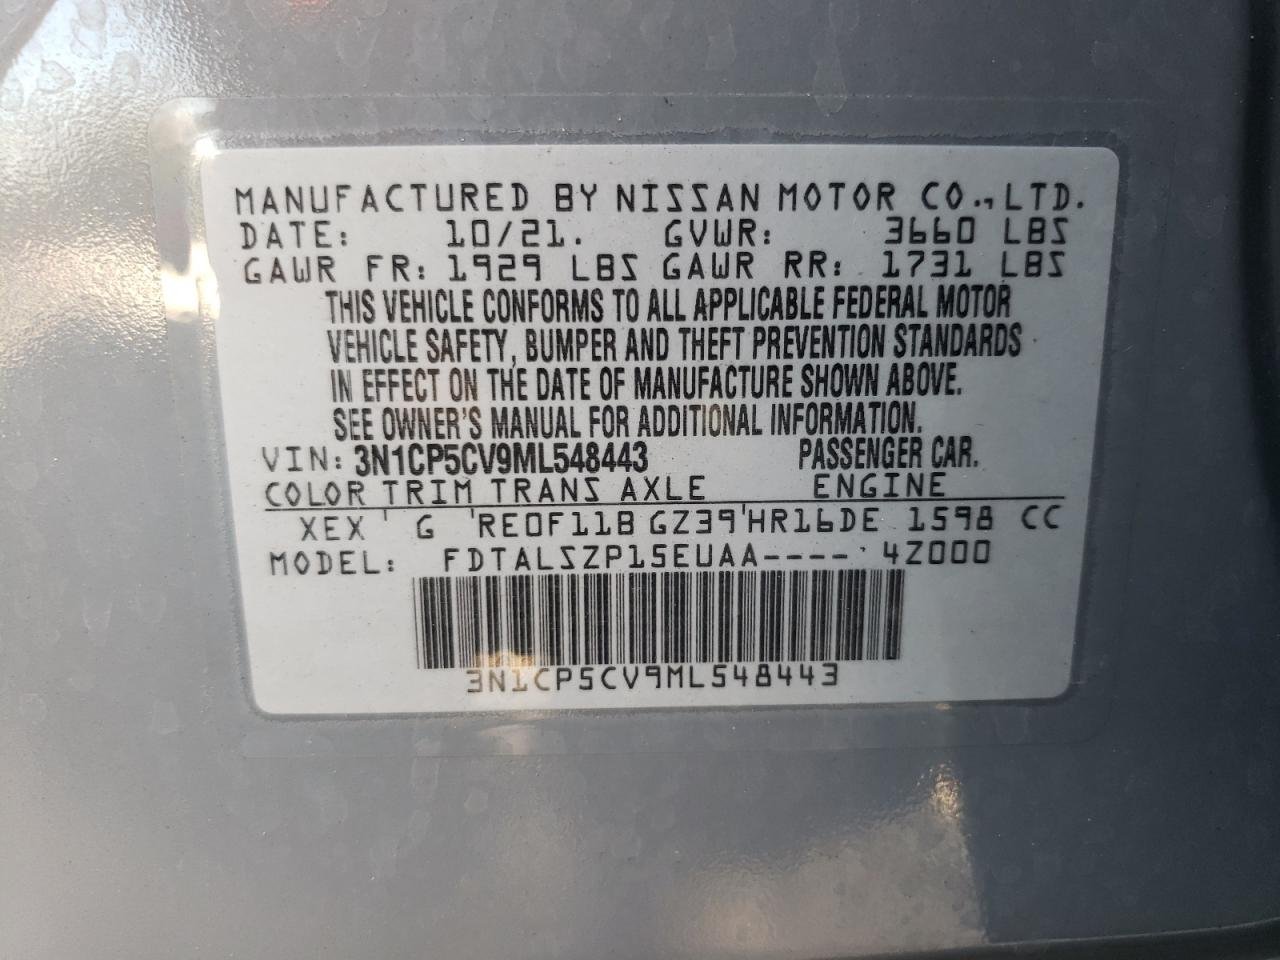 MANUFACTURED BY NISSAN MOTOR CO., LTD.
DATE: 10/21. GVWR: 3660 LBS
GAWR FR: 1929 LBS GAWR RR: 1731 LBS
THIS VEHICLE CONFORMS TO ALL APPLICABLE FEDERAL MOTOR
VEHICLE SAFETY, BUMPER AND THEFT PREVENTION STANDARDS
IN EFFECT ON THE DATE OF MANUFACTURE SHOWN ABOVE.
SEE OWNER'S MANUAL FOR ADDITIONAL INFORMATION.
VIN: 3N1CP5CV9ML548443 PASSENGER CAR.
COLOR TRIM TRANS AXLE ENGINE
XEX ' G 'RE0F11B GZ39'HR16DE 1598 CC
MODEL: FDTALSZP15EUAA----' 4Z000
3N1CP5CV9ML548443